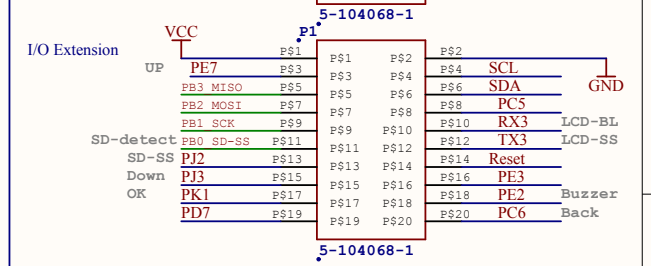 5-104068-1
VCC
P1
I/O Extension
P$1 P$1 P$2 P$2
UP PE7 P$3 P$3 P$4 P$4 SCL
GND
PB3 MISO P$5 P$5 P$6 P$6 SDA
PB2 MOSI P$7 P$7 P$8 P$8 PC5
PB1 SCK P$9 P$9 P$10 P$10 RX3 LCD-BL
SD-detect PB0 SD-SS P$11 P$11 P$12 P$12 TX3 LCD-SS
SD-SS PJ2 P$13 P$13 P$14 P$14 Reset
Down PJ3 P$15 P$15 P$16 P$16 PE3
OK PK1 P$17 P$17 P$18 P$18 PE2 Buzzer
PD7 P$19 P$19 P$20 P$20 PC6 Back
5-104068-1